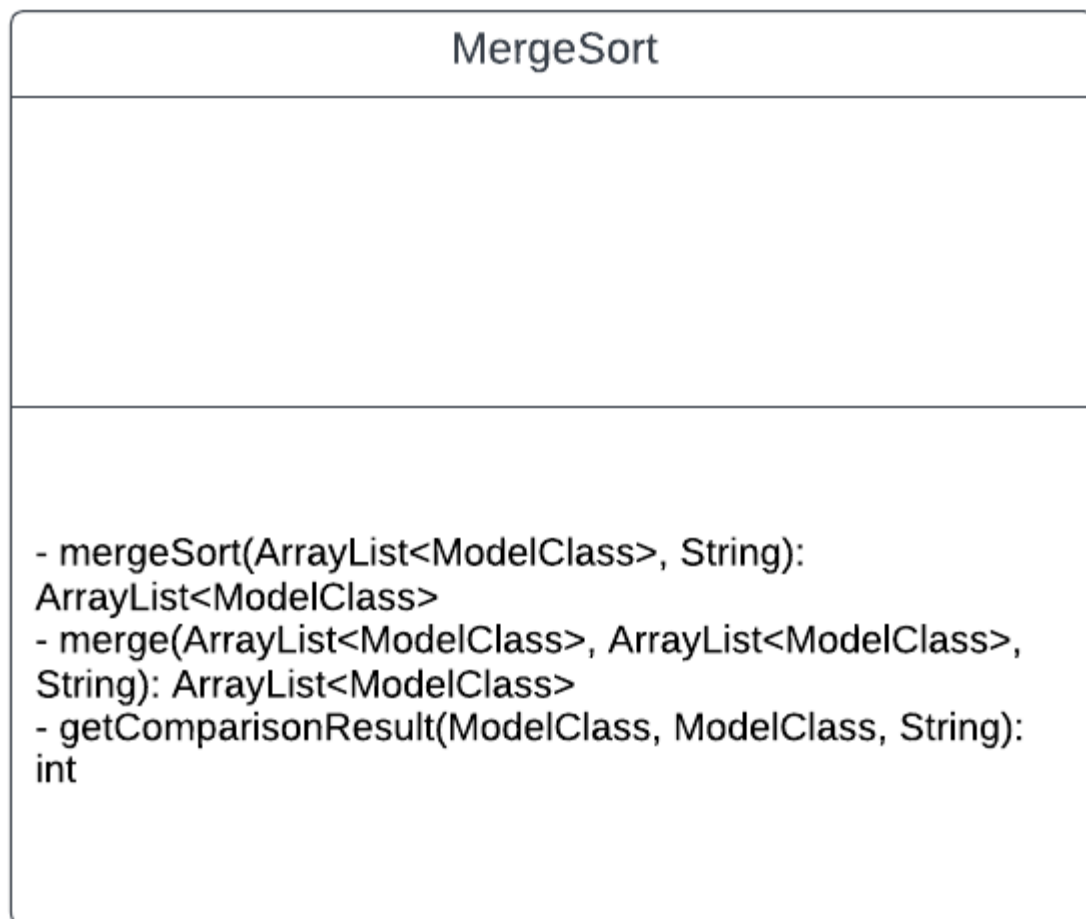 MergeSort
- mergeSort(ArrayList<ModelClass>, String):
ArrayList<ModelClass>
- merge(ArrayList<ModelClass>, ArrayList<ModelClass>,
String): ArrayList<ModelClass>
- getComparisonResult(ModelClass, ModelClass, String):
int